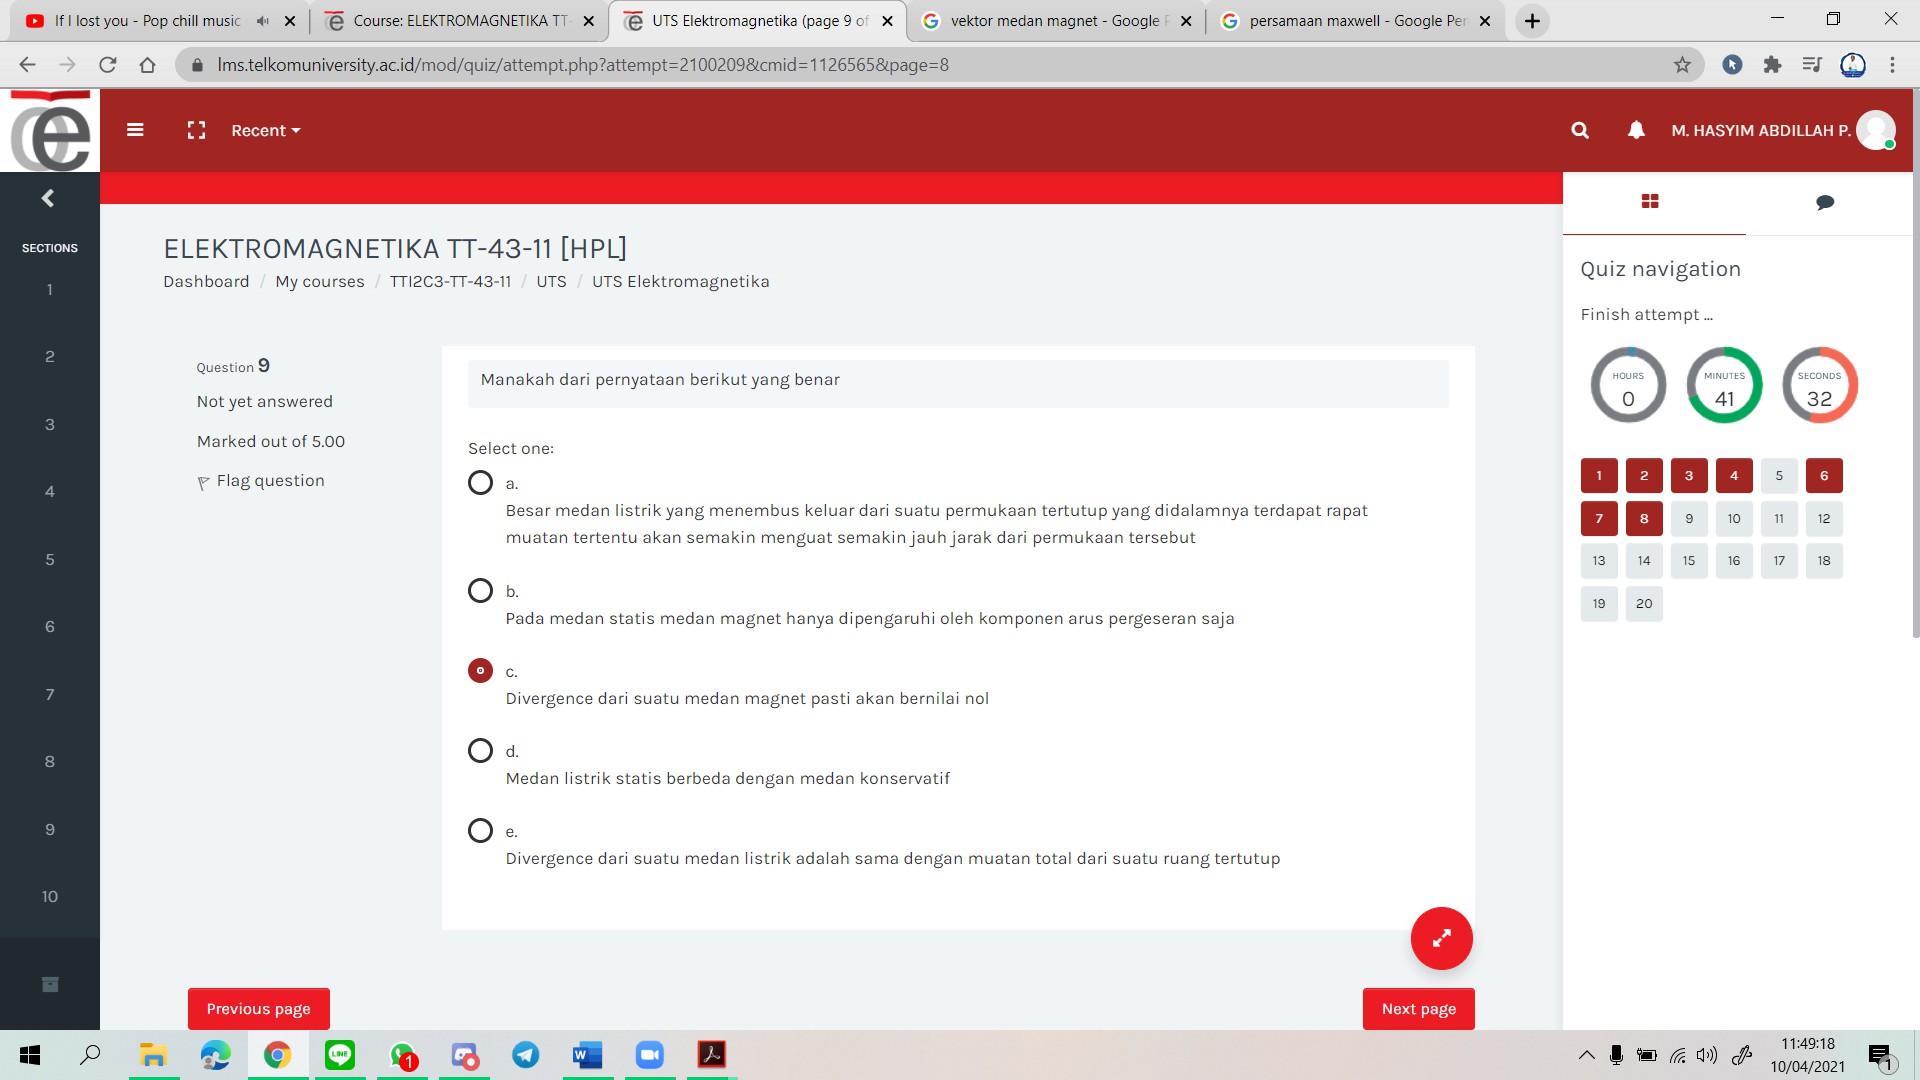 If I lost you - Pop chill music
Course: ELEKTROMAGNETIKA TT-
UTS Elektromagnetika (page 9 of
vektor medan magnet - Google P
persamaan maxwell - Google Pen
lms.telkomuniversity.ac.id/mod/quiz/attempt.php?attempt=2100209&cmid=1126565&page=8
Recent
M. HASYIM ABDILLAH P.
SECTIONS
1
2
3
4
5
6
7
8
9
10
ELEKTROMAGNETIKA TT-43-11 [HPL]
Dashboard / My courses / TTI2C3-TT-43-11 / UTS / UTS Elektromagnetika
Question 9
Not yet answered
Marked out of 5.00
Flag question
Manakah dari pernyataan berikut yang benar
Select one:
a.
Besar medan listrik yang menembus keluar dari suatu permukaan tertutup yang didalamnya terdapat rapat
muatan tertentu akan semakin menguat semakin jauh jarak dari permukaan tersebut
b.
Pada medan statis medan magnet hanya dipengaruhi oleh komponen arus pergeseran saja
c.
Divergence dari suatu medan magnet pasti akan bernilai nol
d.
Medan listrik statis berbeda dengan medan konservatif
e.
Divergence dari suatu medan listrik adalah sama dengan muatan total dari suatu ruang tertutup
Previous page
Next page
Quiz navigation
Finish attempt ...
HOURS MINUTES SECONDS
0 41 32
1 2 3 4 5 6
7 8 9 10 11 12
13 14 15 16 17 18
19 20
LINE
1
11:49:18
10/04/2021
1